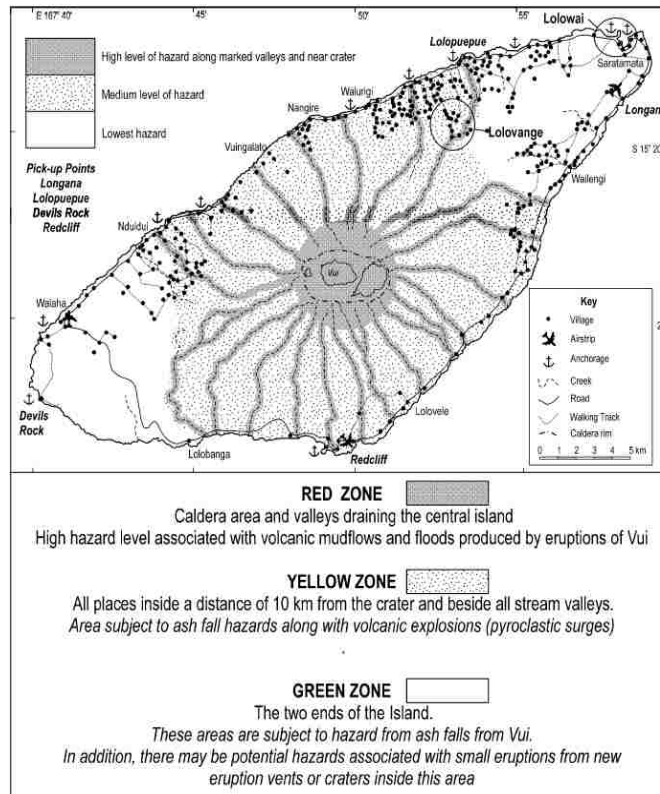 E 167° 40'
45'
50'
55'
Lolowai
High level of hazard along marked valleys and near crater
Lolopuepue
Saratamata
Medium level of hazard
Walurigi
Nangire
Longana
Lowest hazard
Lolovange
S 15° 20'
Vuingalato
Pick-up Points
Longana
Lolopuepue
Devils Rock
Redcliff
Wailengi
Nduidui
Vui
Waiaha
Key
Village
Airstrip
Anchorage
Creek
Road
Walking Track
Caldera rim
0 1 2 3 4 5 km
Devils
Rock
Lolovele
Lolobanga
Redcliff
RED ZONE
Caldera area and valleys draining the central island
High hazard level associated with volcanic mudflows and floods produced by eruptions of Vui
YELLOW ZONE
All places inside a distance of 10 km from the crater and beside all stream valleys.
Area subject to ash fall hazards along with volcanic explosions (pyroclastic surges)
GREEN ZONE
The two ends of the Island.
These areas are subject to hazard from ash falls from Vui.
In addition, there may be potential hazards associated with small eruptions from new
eruption vents or craters inside this area